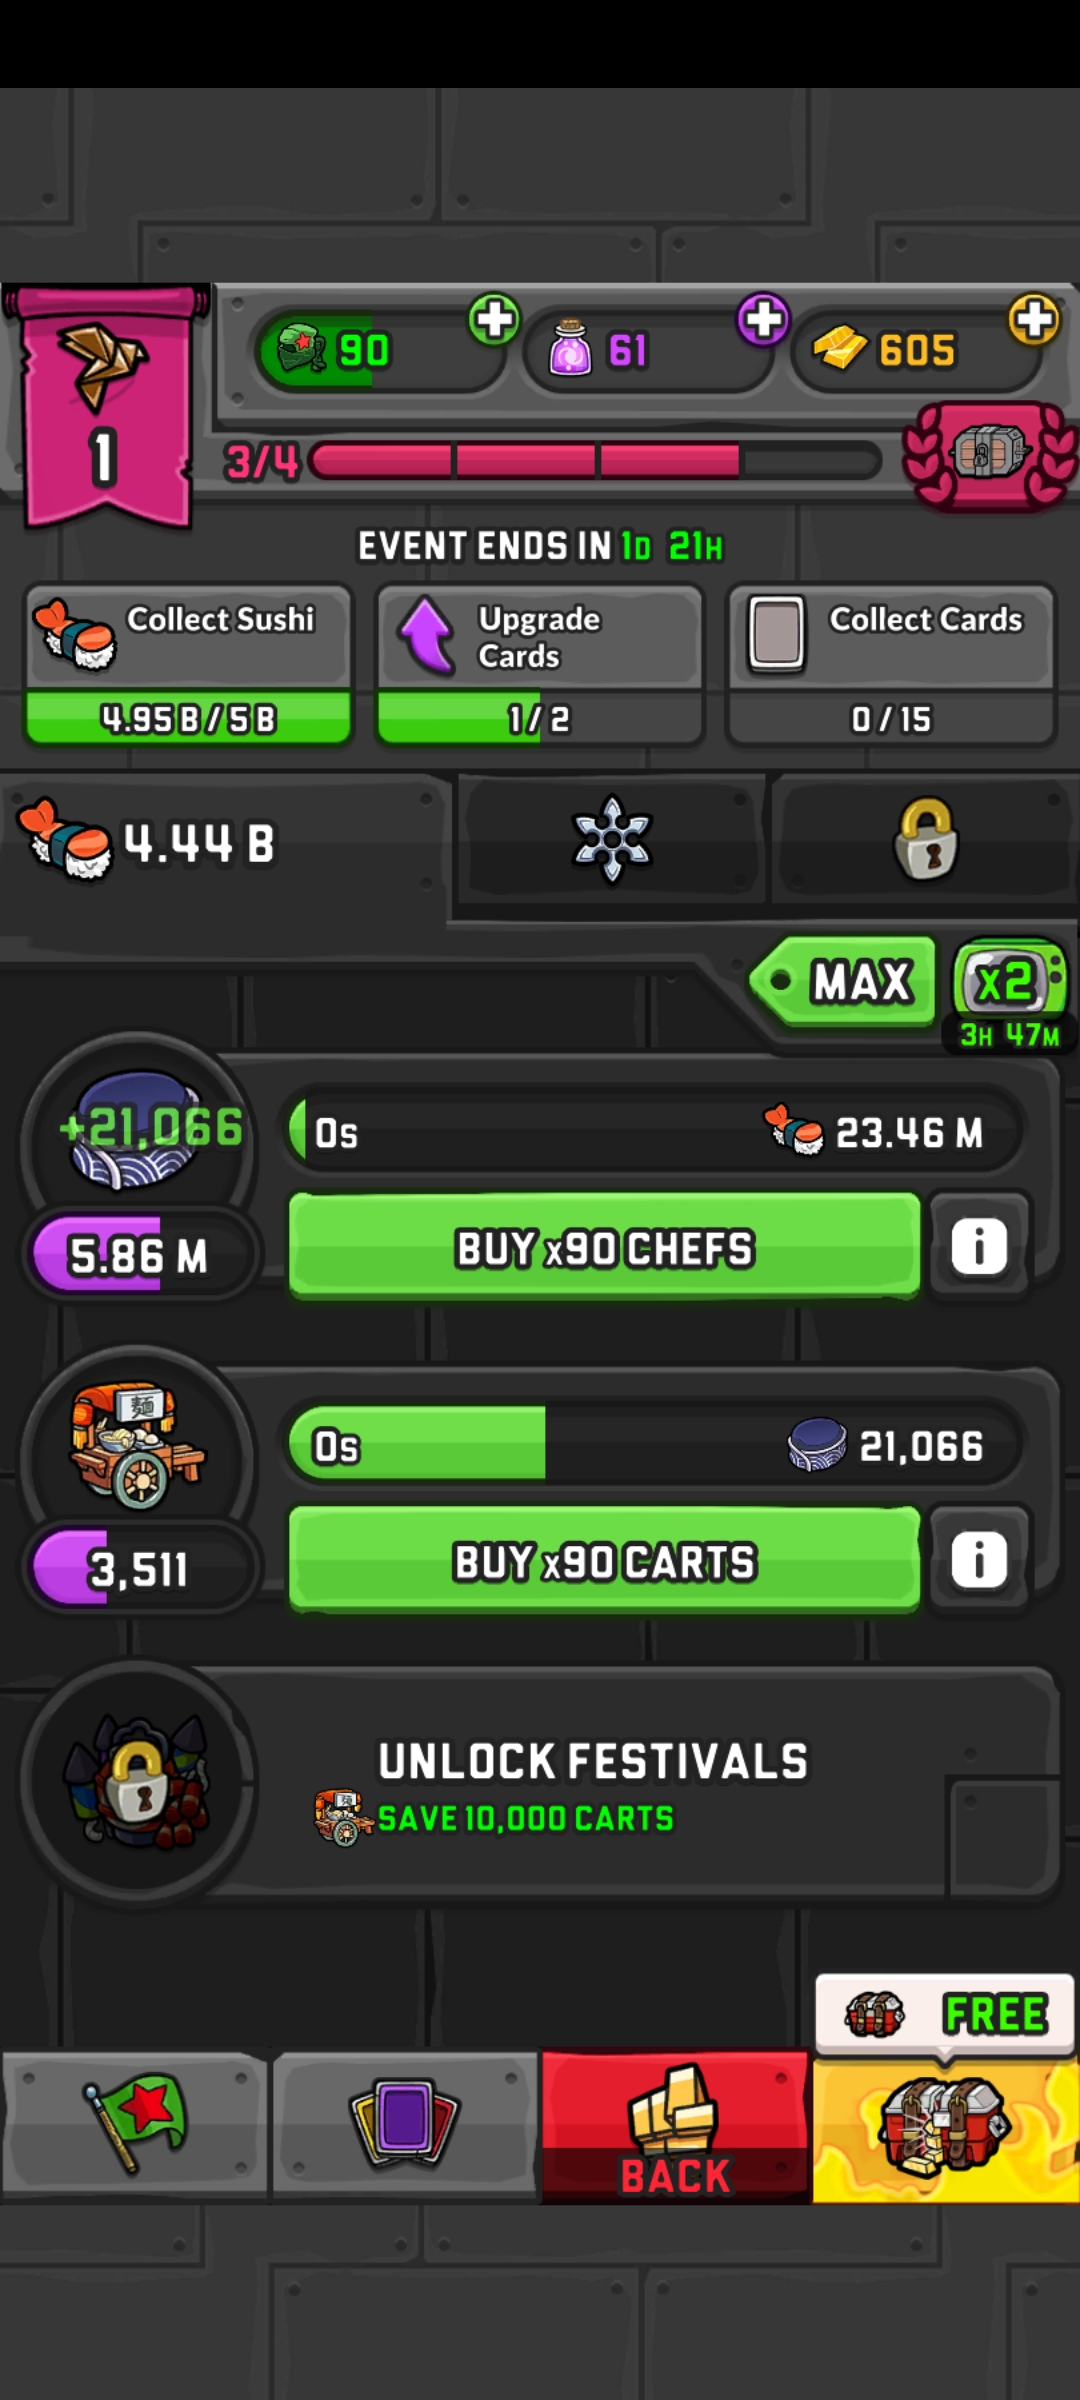 90
61
605
1
3/4
EVENT ENDS IN 1D 21H
Collect Sushi
4.95 B / 5 B
Upgrade
Cards
1 / 2
Collect Cards
0 / 15
4.44 B
MAX
x2
3H 47M
+21,066
0s
23.46 M
5.86 M
BUY x90 CHEFS
i
麺
0s
21,066
3,511
BUY x90 CARTS
i
UNLOCK FESTIVALS
SAVE 10,000 CARTS
FREE
BACK